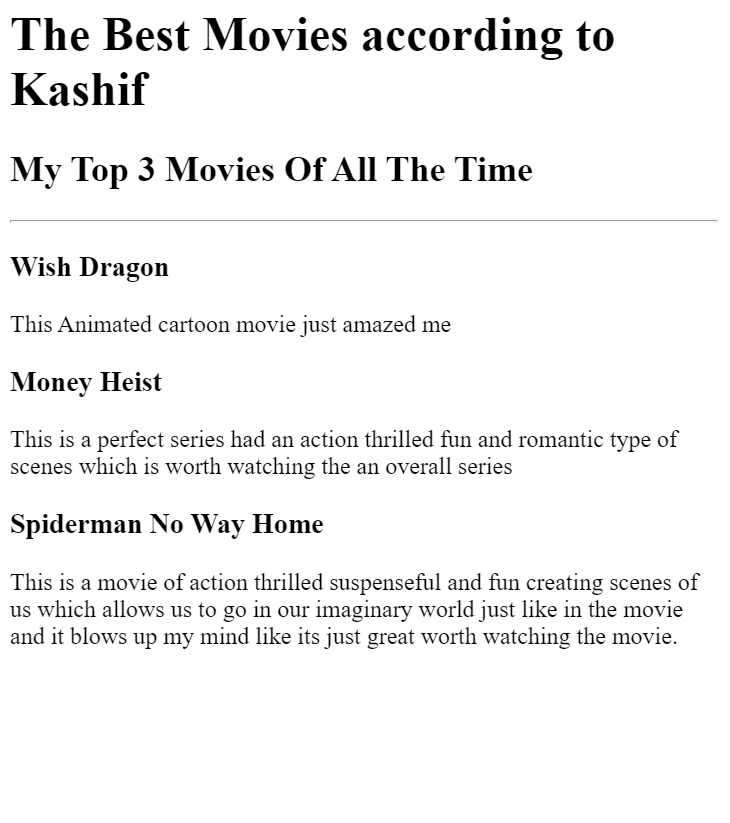 The Best Movies according to
Kashif
My Top 3 Movies Of All The Time
Wish Dragon
This Animated cartoon movie just amazed me
Money Heist
This is a perfect series had an action thrilled fun and romantic type of
scenes which is worth watching the an overall series
Spiderman No Way Home
This is a movie of action thrilled suspenseful and fun creating scenes of
us which allows us to go in our imaginary world just like in the movie
and it blows up my mind like its just great worth watching the movie.